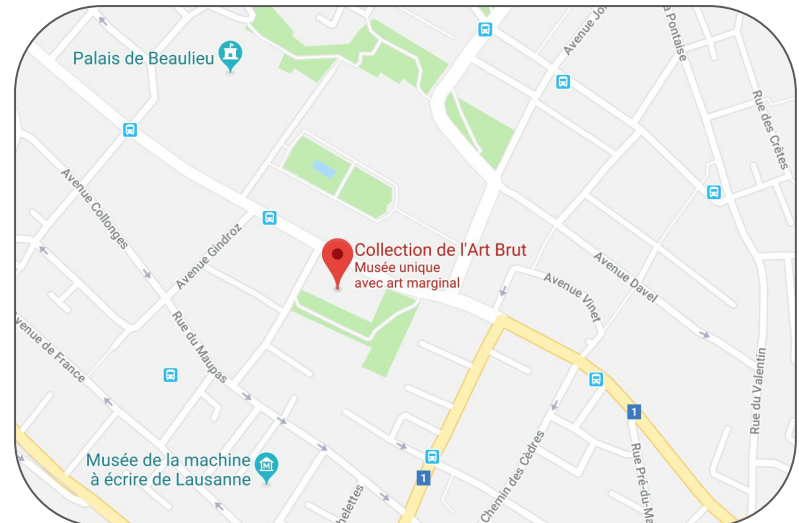 Palais de Beaulieu
Avenue Jo
a Pontaise
Rue des Crêtes
Avenue Collonges
Avenue Gindroz
Collection de l'Art Brut
Musée unique
avec art marginal
Avenue Davel
Avenue Vinet
Rue du Maupas
venue de France
Rue du Valentin
1
Musée de la machine
à écrire de Lausanne
1
Chemin des Cèdres
Rue Pré-du-Ma
helettes